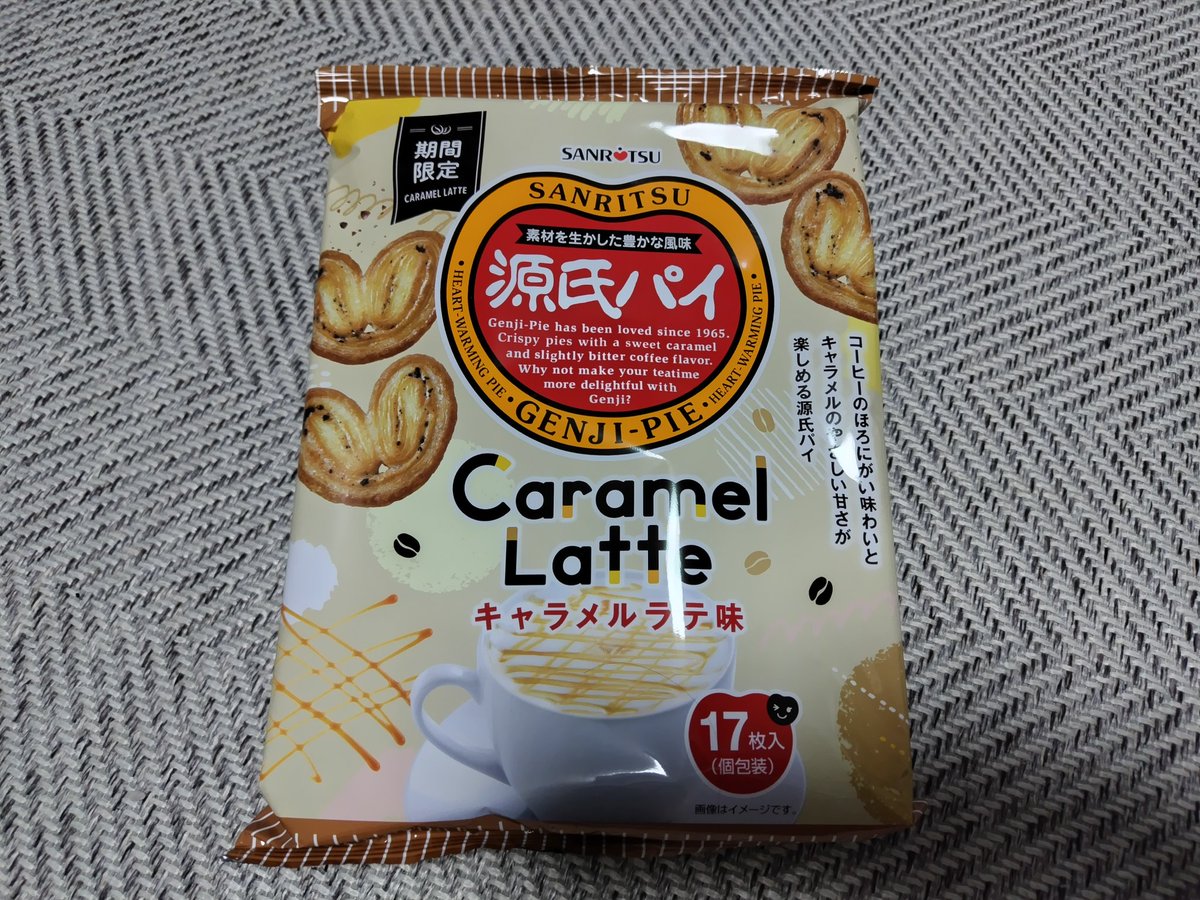 期間
限定
CARAMEL LATTE
SANRITSU
SANRITSU
素材を生かした豊かな風味
源氏パイ
Genji-Pie has been loved since 1965.
Crispy pies with a sweet caramel
and slightly bitter coffee flavor.
Why not make your teatime
more delightful with
Genji?
HEART-WARMING PIE
GENJI-PIE
HEART-WARMING PIE
コーヒーのほろにがい味わいと
キャラメルのやさしい甘さが
楽しめる源氏パイ
Caramel
Latte
キャラメルラテ味
17枚入
(個包装)
画像はイメージです。